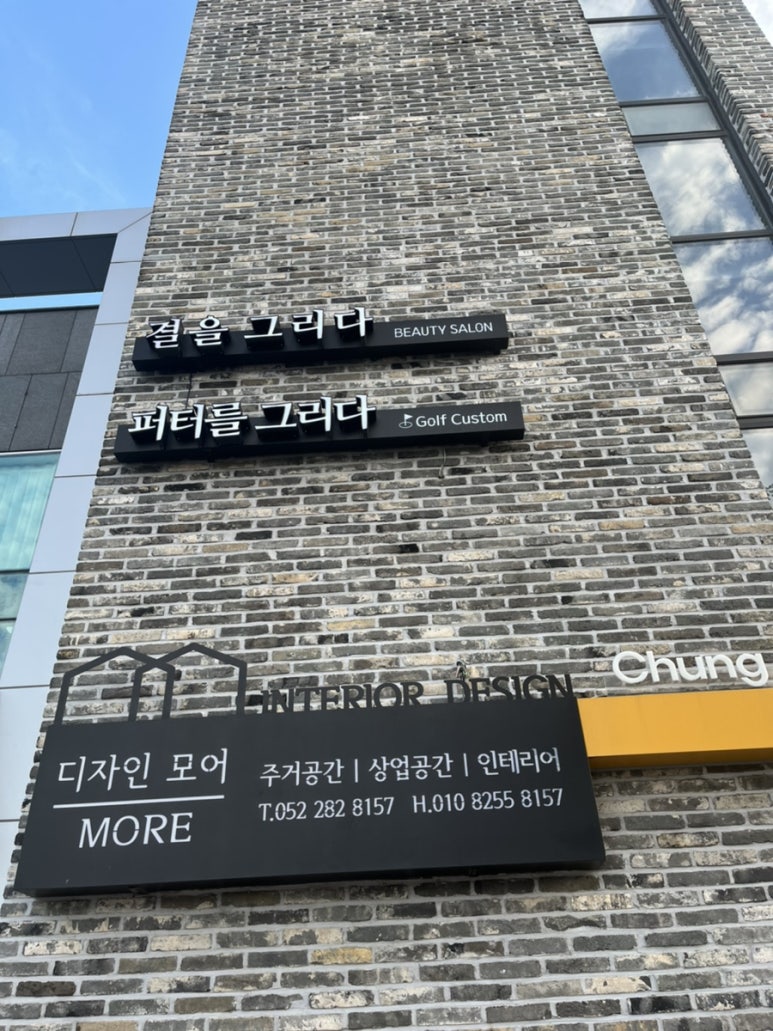 결을 그리다 BEAUTY SALON
퍼터를 그리다 Golf Custom
Chung
INTERIOR DESIGN
디자인 모어
MORE
주거공간 | 상업공간 | 인테리어
T.052 282 8157 H.010 8255 8157